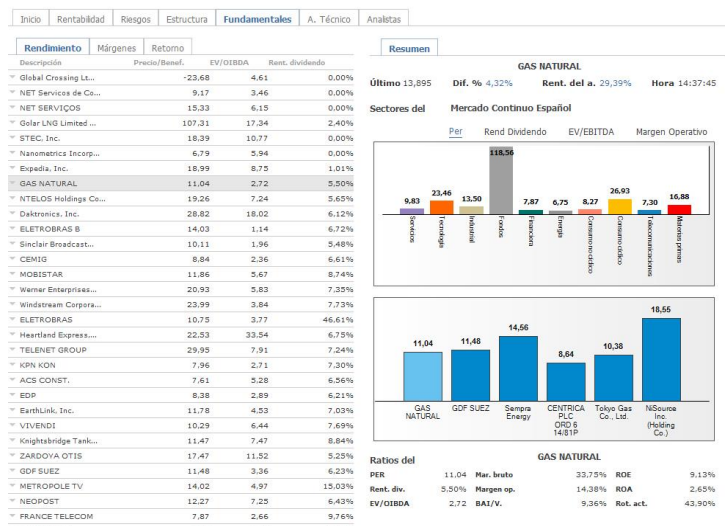 Inicio Rentabilidad Riesgos Estructura Fundamentales A. Técnico Analistas
Rendimiento Márgenes Retorno
Descripción Precio/Benef. EV/OIBDA Rent. dividendo
Global Crossing Lt... -23,68 4.61 0.00%
NET Servicos de Co... 9.17 3.46 0.00%
NET SERVIÇOS 15,33 6,15 0,00%
Golar LNG Limited ... 107,31 17.34 2.40%
STEC, Inc. 18,39 10,77 0.00%
Nanometrics Incorp... 6,79 5.94 0.00%
Expedia, Inc. 18,99 8,75 1,01%
GAS NATURAL 11,04 2,72 5,50%
NTELOS Holdings Co... 19.26 7.24 5.65%
Daktronics, Inc. 28.82 18.02 6.12%
ELETROBRAS B 14,03 1,14 6,72%
Sinclair Broadcast... 10,11 1.96 5,48%
CEMIG 8,84 2,36 6,61%
MOBISTAR 11,86 5,67 8,74%
Werner Enterprises... 20,93 5.83 7.35%
Windstream Corpora... 23.99 3.84 7.73%
ELETROBRAS 10,75 3,77 46,61%
Heartland Express,... 22,53 33,54 6.75%
TELENET GROUP 29,95 7,91 7,24%
KPN KON 7,96 2,71 7,30%
ACS CONST. 7,61 5,28 6,56%
EDP 8,38 2,89 6,21%
EarthLink, Inc. 11,78 4.53 7,03%
VIVENDI 10,29 6,44 7,69%
Knightsbridge Tank... 11,47 7.47 8.84%
ZARDOYA OTIS 17,47 11,52 5,25%
GDF SUEZ 11,48 3,36 6,23%
METROPOLE TV 14,02 4,97 15,03%
NEOPOST 12,27 7,25 6,43%
FRANCE TELECOM 7,87 2,66 9,76%
Resumen
GAS NATURAL
Último 13,895 Dif. % 4,32% Rent. del a. 29,39% Hora 14:37:45
Sectores del Mercado Continuo Español
Per Rend Dividendo EV/EBITDA Margen Operativo
9,83 23,46 13,50 118,56 7,87 6,75 8,27 26,93 7,30 16,88
Servicios Tecnología Industrial Fondos Financiera Energía Consumo no cíclico Consumo cíclico Telecomunicaciones Materias primas
11,04 11,48 14,56 8,64 10,38 18,55
GAS NATURAL GDF SUEZ Sempra Energy CENTRICA PLC ORD 6 14/81P Tokyo Gas Co., Ltd. NiSource Inc. (Holding Co.)
Ratios del GAS NATURAL
PER 11,04 Mar. bruto 33,75% ROE 9,13%
Rent. div. 5,50% Margen op. 14,38% ROA 2,65%
EV/OIBDA 2,72 BAI/V. 9,36% Rot. act. 43,90%